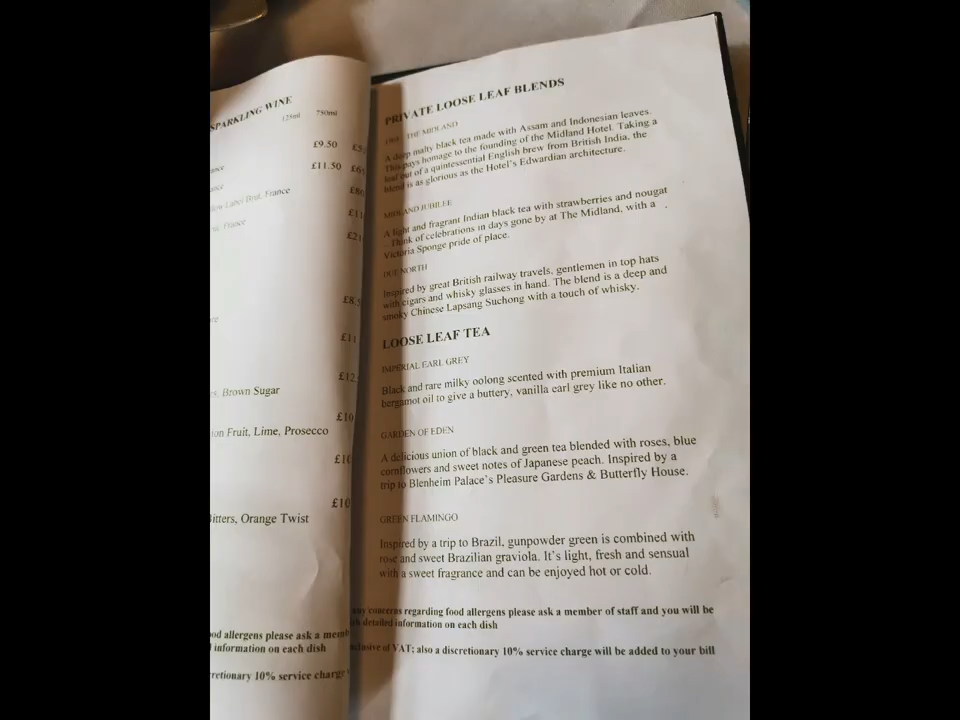 SPARKLING WINE
125ml 750ml
£9.50
£11.50
Label Brut, France
France
£8.5
£11
£12
Brown Sugar
£10
Fruit, Lime, Prosecco
£10
£10
Bitters, Orange Twist
food allergens please ask a memb
information on each dish
10% service charge
PRIVATE LOOSE LEAF BLENDS
THE MIDLAND
A deep malty black tea made with Assam and Indonesian leaves.
This pays homage to the founding of the Midland Hotel. Taking a
leaf out of a quintessential English brew from British India, the
blend is as glorious as the Hotel's Edwardian architecture.
MIDLAND JUBILEE
A light and fragrant Indian black tea with strawberries and nougat
. Think of celebrations in days gone by at The Midland, with a .
Victoria Sponge pride of place.
DUE NORTH
Inspired by great British railway travels, gentlemen in top hats
with cigars and whisky glasses in hand. The blend is a deep and
smoky Chinese Lapsang Suchong with a touch of whisky.
LOOSE LEAF TEA
IMPERIAL EARL GREY
Black and rare milky oolong scented with premium Italian
bergamot oil to give a buttery, vanilla earl grey like no other.
GARDEN OF EDEN
A delicious union of black and green tea blended with roses, blue
cornflowers and sweet notes of Japanese peach. Inspired by a
trip to Blenheim Palace's Pleasure Gardens & Butterfly House.
GREEN FLAMINGO
Inspired by a trip to Brazil, gunpowder green is combined with
rose and sweet Brazilian graviola. It's light, fresh and sensual
with a sweet fragrance and can be enjoyed hot or cold.
any concerns regarding food allergens please ask a member of staff and you will be
detailed information on each dish
of VAT; also a discretionary 10% service charge will be added to your bill